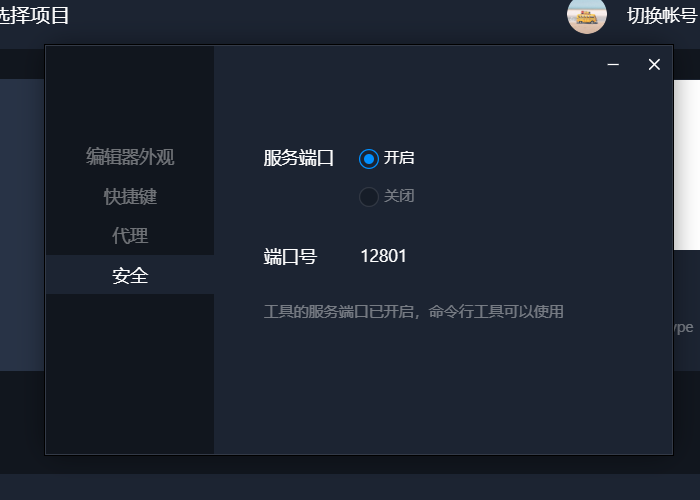 选择项目
切换帐号
编辑器外观
快捷键
代理
安全
服务端口
开启
关闭
端口号
12801
工具的服务端口已开启，命令行工具可以使用
ype